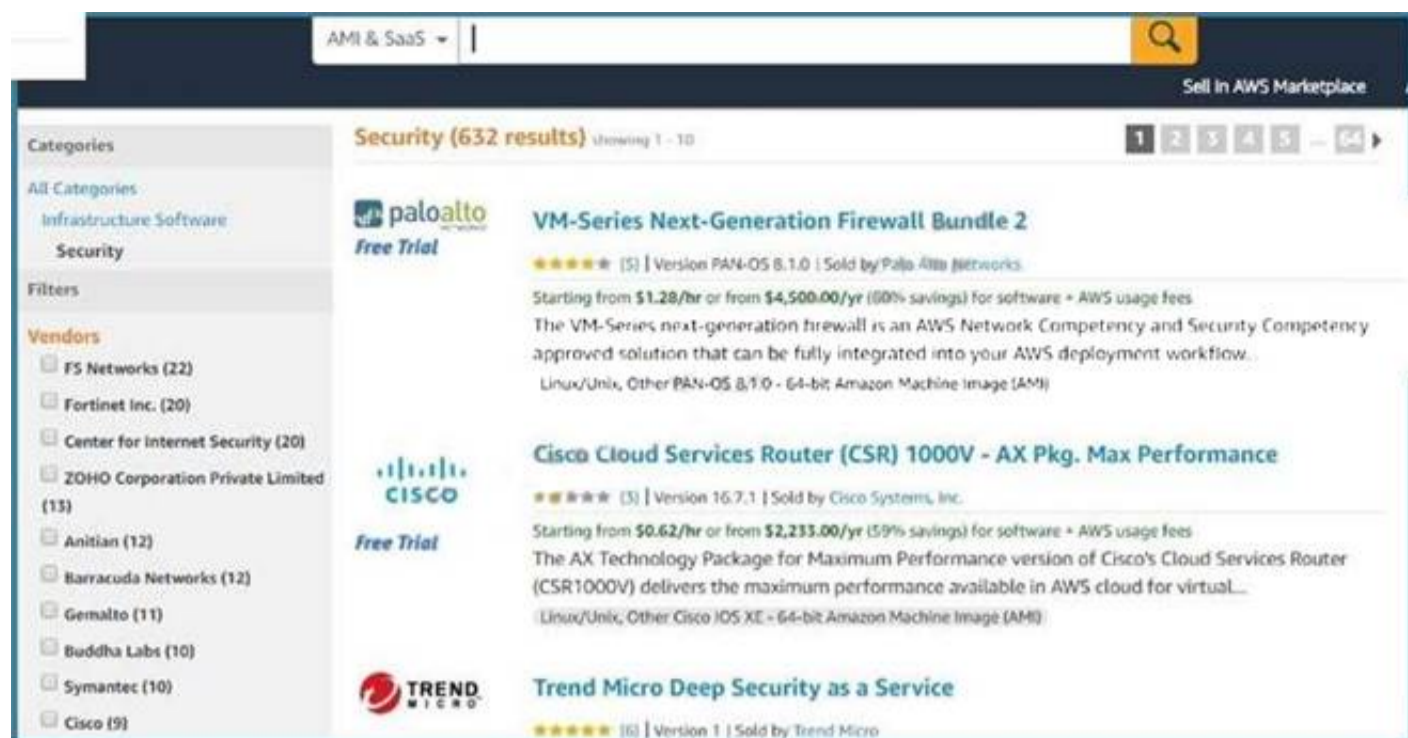 AMI & SaaS
Sell in AWS Marketplace
Categories
All Categories
Infrastructure Software
Security
Filters
Vendors
F5 Networks (22)
Fortinet Inc. (20)
Center for Internet Security (20)
ZOHO Corporation Private Limited
(13)
Anitian (12)
Barracuda Networks (12)
Gemalto (11)
Buddha Labs (10)
Symantec (10)
Cisco (9)
Security (632 results) showing 1 - 10
1 2 3 4 5 ... 64
paloalto
NETWORKS
Free Trial
VM-Series Next-Generation Firewall Bundle 2
(5) | Version PAN-OS 8.1.0 | Sold by Palo Alto Networks
Starting from $1.28/hr or from $4,500.00/yr (60% savings) for software + AWS usage fees
The VM-Series next-generation firewall is an AWS Network Competency and Security Competency
approved solution that can be fully integrated into your AWS deployment workflow...
Linux/Unix, Other PAN-OS 8.1.0 - 64-bit Amazon Machine Image (AMI)
CISCO
Free Trial
Cisco Cloud Services Router (CSR) 1000V - AX Pkg. Max Performance
(3) | Version 16.7.1 | Sold by Cisco Systems, Inc.
Starting from $0.62/hr or from $2,233.00/yr (59% savings) for software + AWS usage fees
The AX Technology Package for Maximum Performance version of Cisco's Cloud Services Router
(CSR1000V) delivers the maximum performance available in AWS cloud for virtual...
Linux/Unix, Other Cisco IOS XE - 64-bit Amazon Machine Image (AMI)
TREND
MICRO
Trend Micro Deep Security as a Service
(6) | Version 1 | Sold by Trend Micro